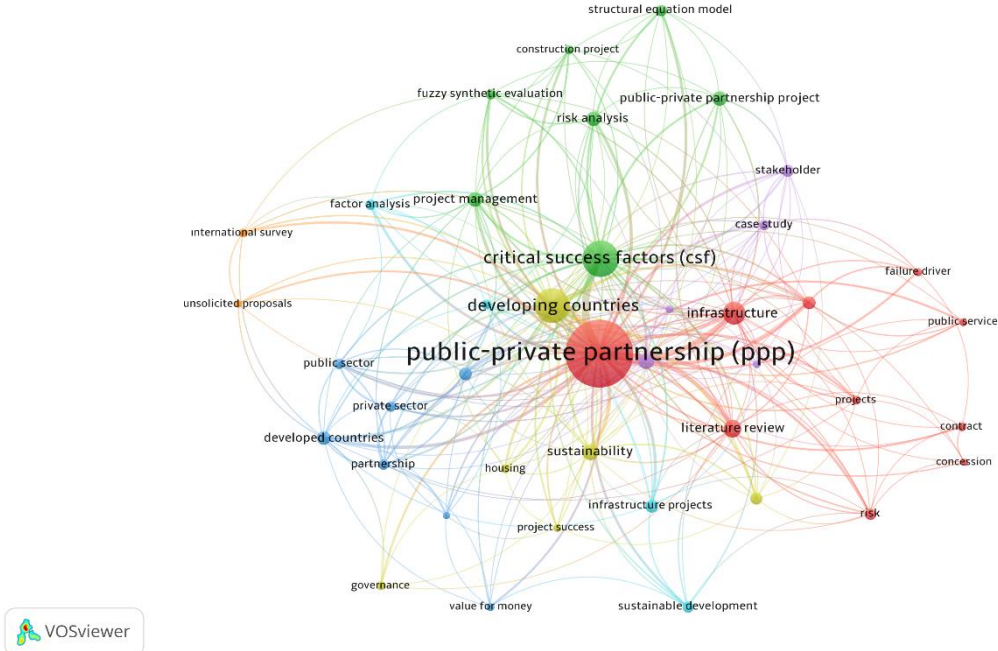 structural equation model
construction project
fuzzy synthetic evaluation
public-private partnership project
risk analysis
stakeholder
factor analysis
project management
case study
international survey
critical success factors (csf)
failure driver
unsolicited proposals
developing countries
infrastructure
public service
public-private partnership (ppp)
public sector
projects
private sector
literature review
contract
developed countries
sustainability
partnership
housing
concession
infrastructure projects
risk
project success
governance
value for money
sustainable development
VOSviewer